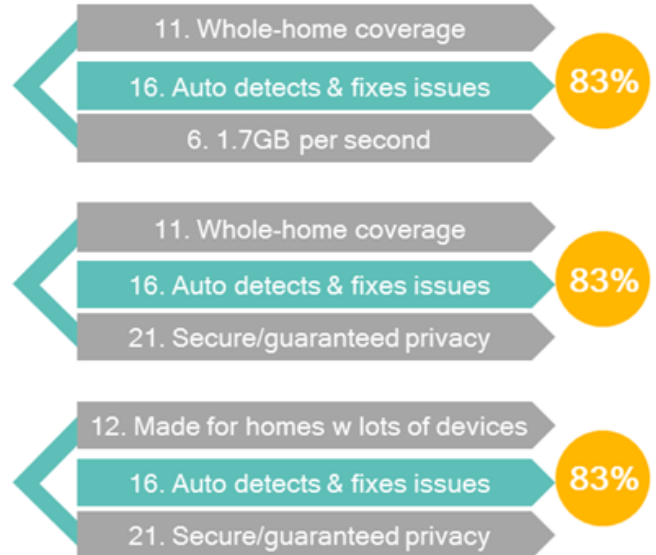 11. Whole-home coverage
16. Auto detects & fixes issues
83%
6. 1.7GB per second
11. Whole-home coverage
16. Auto detects & fixes issues
83%
21. Secure/guaranteed privacy
12. Made for homes w lots of devices
16. Auto detects & fixes issues
83%
21. Secure/guaranteed privacy